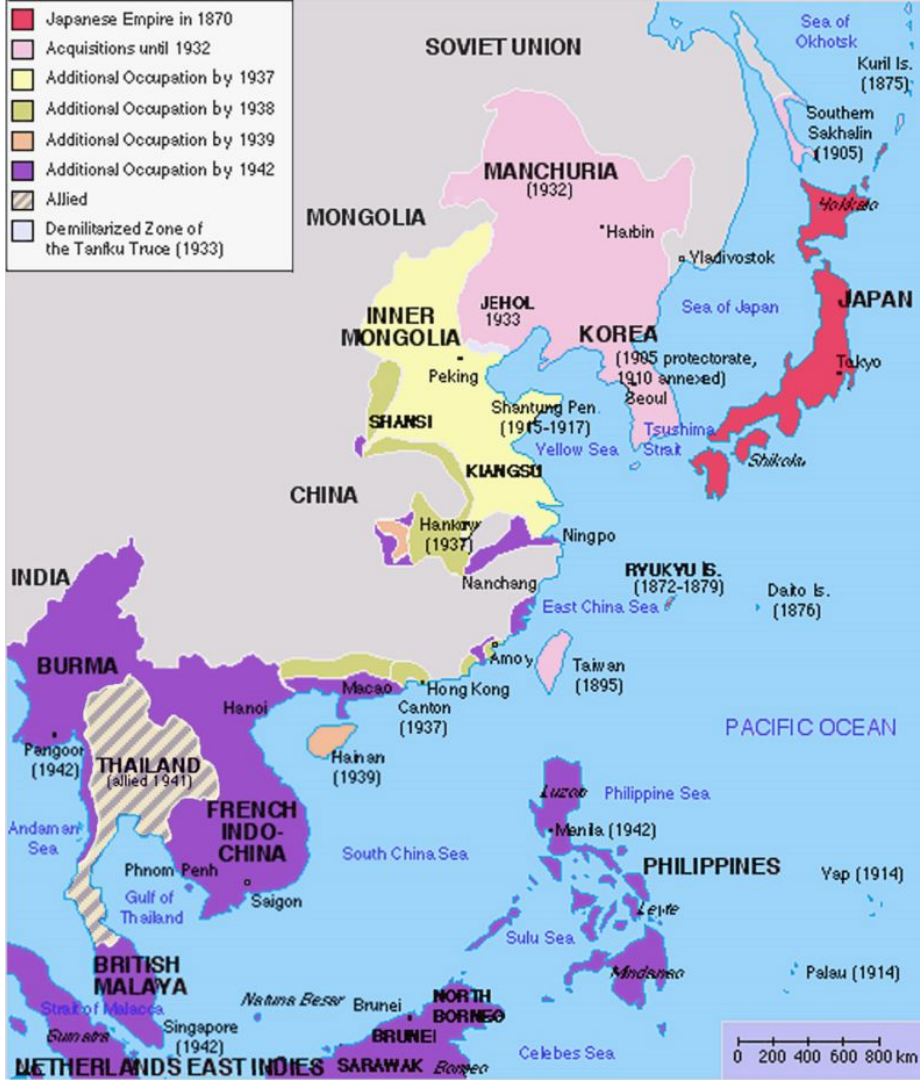 Japanese Empire in 1870
Acquisitions until 1932
Additional Occupation by 1937
Additional Occupation by 1938
Additional Occupation by 1939
Additional Occupation by 1942
Allied
Demilitarized Zone of
the Tanfku Truce (1933)
SOVIET UNION
Sea of
Okhotsk
Kuril Is.
(1875)
Southern
Sakhalin
(1905)
MANCHURIA
(1932)
Hokkaido
MONGOLIA
Harbin
Vladivostok
Sea of Japan
JAPAN
JEHOL
1933
INNER
MONGOLIA
KOREA
(1905 protectorate,
1910 annexed)
Tokyo
Peking
Seoul
SHANSI
Shantung Pen.
(1915-1917)
Yellow Sea
Tsushima
Strait
Shikoku
KIANGSU
CHINA
Hankow
(1937)
Ningpo
INDIA
Nanchang
RYUKYU IS.
(1872-1879)
Daito Is.
(1876)
East China Sea
BURMA
Amoy
Taiwan
(1895)
Macao
Hong Kong
Hanoi
Canton
(1937)
PACIFIC OCEAN
Pangoor
(1942)
THAILAND
(allied 1941)
Hainan
(1939)
Luzon
Philippine Sea
FRENCH
INDO-
CHINA
Andaman
Sea
Manila (1942)
South China Sea
PHILIPPINES
Phnom Penh
Yap (1914)
Gulf of
Thailand
Saigon
Leyte
Sulu Sea
BRITISH
MALAYA
Mindanao
Palau (1914)
Strait of Malacca
Natuna Besar
Brunei
NORTH
BORNEO
Singapore
(1942)
Sumatra
BRUNEI
Celebes Sea
NETHERLANDS EAST INDIES
SARAWAK
Borneo
0 200 400 600 800 km